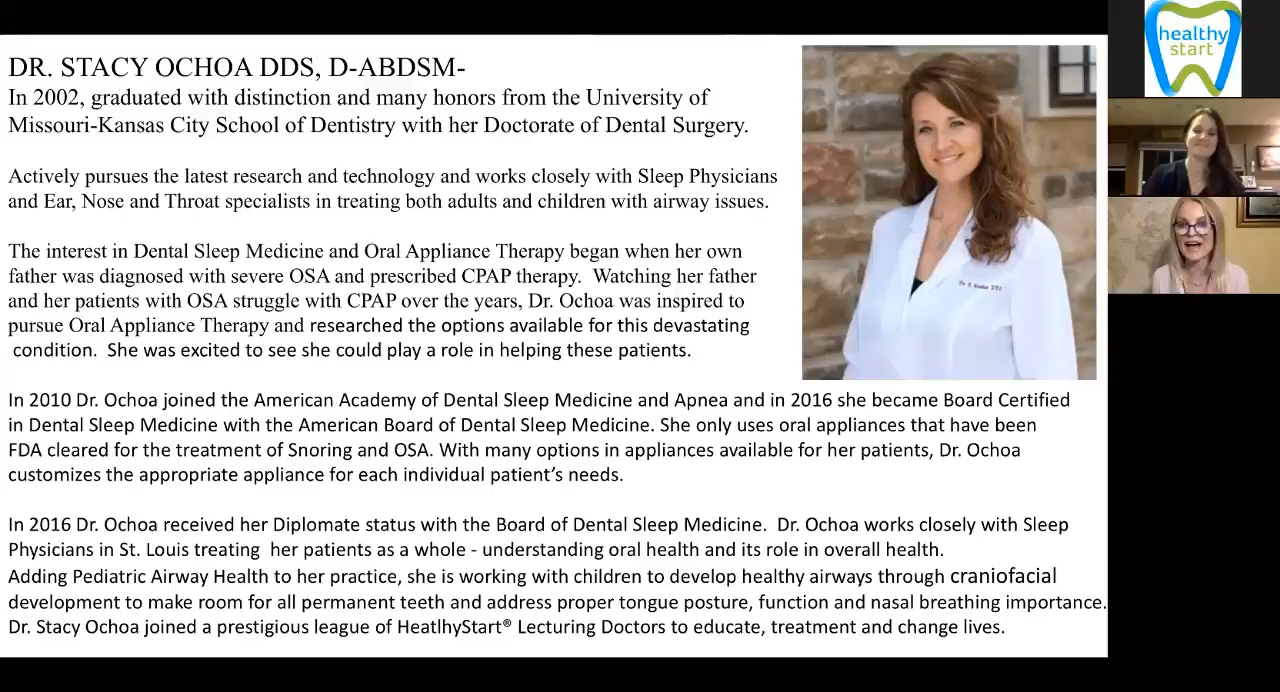 DR. STACY OCHOA DDS, D-ABDSM-
In 2002, graduated with distinction and many honors from the University of
Missouri-Kansas City School of Dentistry with her Doctorate of Dental Surgery.
Actively pursues the latest research and technology and works closely with Sleep Physicians
and Ear, Nose and Throat specialists in treating both adults and children with airway issues.
The interest in Dental Sleep Medicine and Oral Appliance Therapy began when her own
father was diagnosed with severe OSA and prescribed CPAP therapy. Watching her father
and her patients with OSA struggle with CPAP over the years, Dr. Ochoa was inspired to
pursue Oral Appliance Therapy and researched the options available for this devastating
condition. She was excited to see she could play a role in helping these patients.
In 2010 Dr. Ochoa joined the American Academy of Dental Sleep Medicine and Apnea and in 2016 she became Board Certified
in Dental Sleep Medicine with the American Board of Dental Sleep Medicine. She only uses oral appliances that have been
FDA cleared for the treatment of Snoring and OSA. With many options in appliances available for her patients, Dr. Ochoa
customizes the appropriate appliance for each individual patient's needs.
In 2016 Dr. Ochoa received her Diplomate status with the Board of Dental Sleep Medicine. Dr. Ochoa works closely with Sleep
Physicians in St. Louis treating her patients as a whole - understanding oral health and its role in overall health.
Adding Pediatric Airway Health to her practice, she is working with children to develop healthy airways through craniofacial
development to make room for all permanent teeth and address proper tongue posture, function and nasal breathing importance.
Dr. Stacy Ochoa joined a prestigious league of HeatlhyStart® Lecturing Doctors to educate, treatment and change lives.
healthy
start